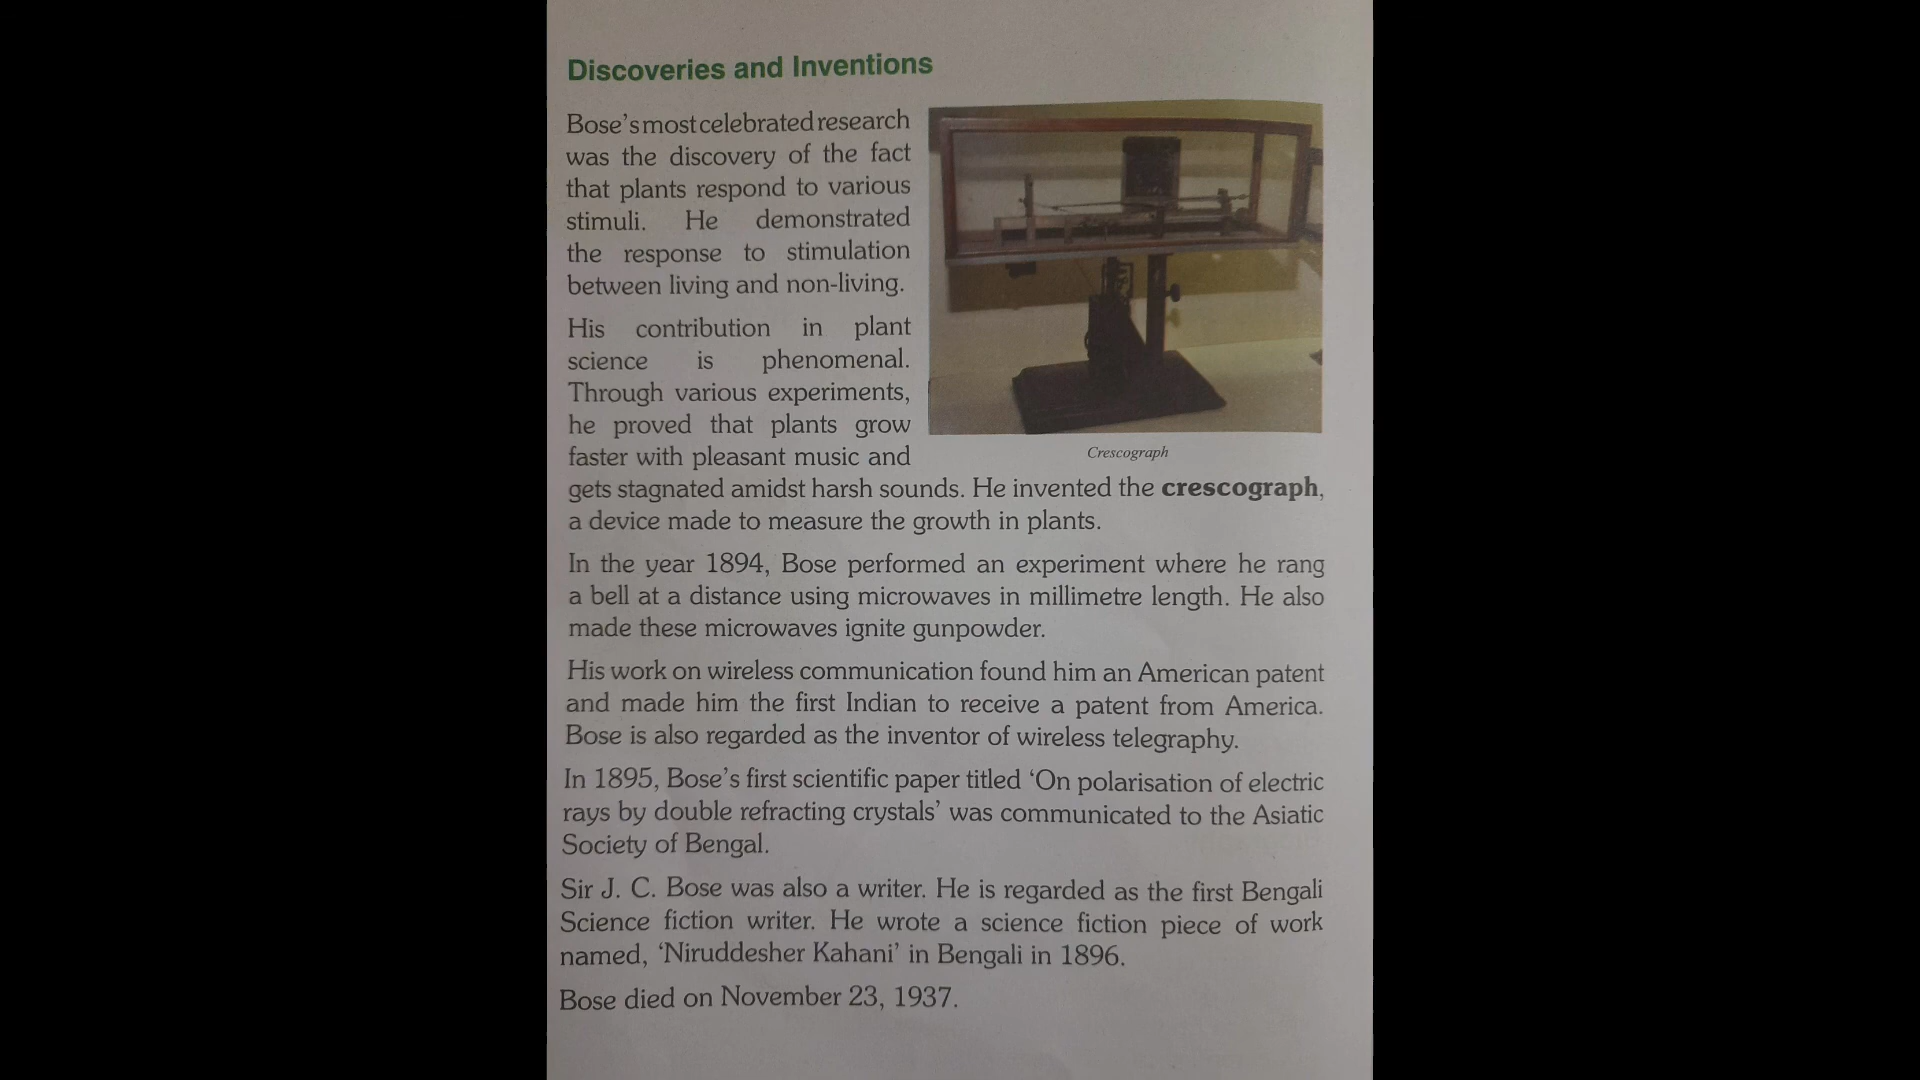 Discoveries and Inventions
Bose's most celebrated research
was the discovery of the fact
that plants respond to various
stimuli. He demonstrated
the response to stimulation
between living and non-living.
His contribution in plant
science is phenomenal.
Through various experiments,
he proved that plants grow
faster with pleasant music and
Crescograph
gets stagnated amidst harsh sounds. He invented the crescograph,
a device made to measure the growth in plants.
In the year 1894, Bose performed an experiment where he rang
a bell at a distance using microwaves in millimetre length. He also
made these microwaves ignite gunpowder.
His work on wireless communication found him an American patent
and made him the first Indian to receive a patent from America.
Bose is also regarded as the inventor of wireless telegraphy.
In 1895, Bose's first scientific paper titled 'On polarisation of electric
rays by double refracting crystals' was communicated to the Asiatic
Society of Bengal.
Sir J. C. Bose was also a writer. He is regarded as the first Bengali
Science fiction writer. He wrote a science fiction piece of work
named, 'Niruddesher Kahani' in Bengali in 1896.
Bose died on November 23, 1937.